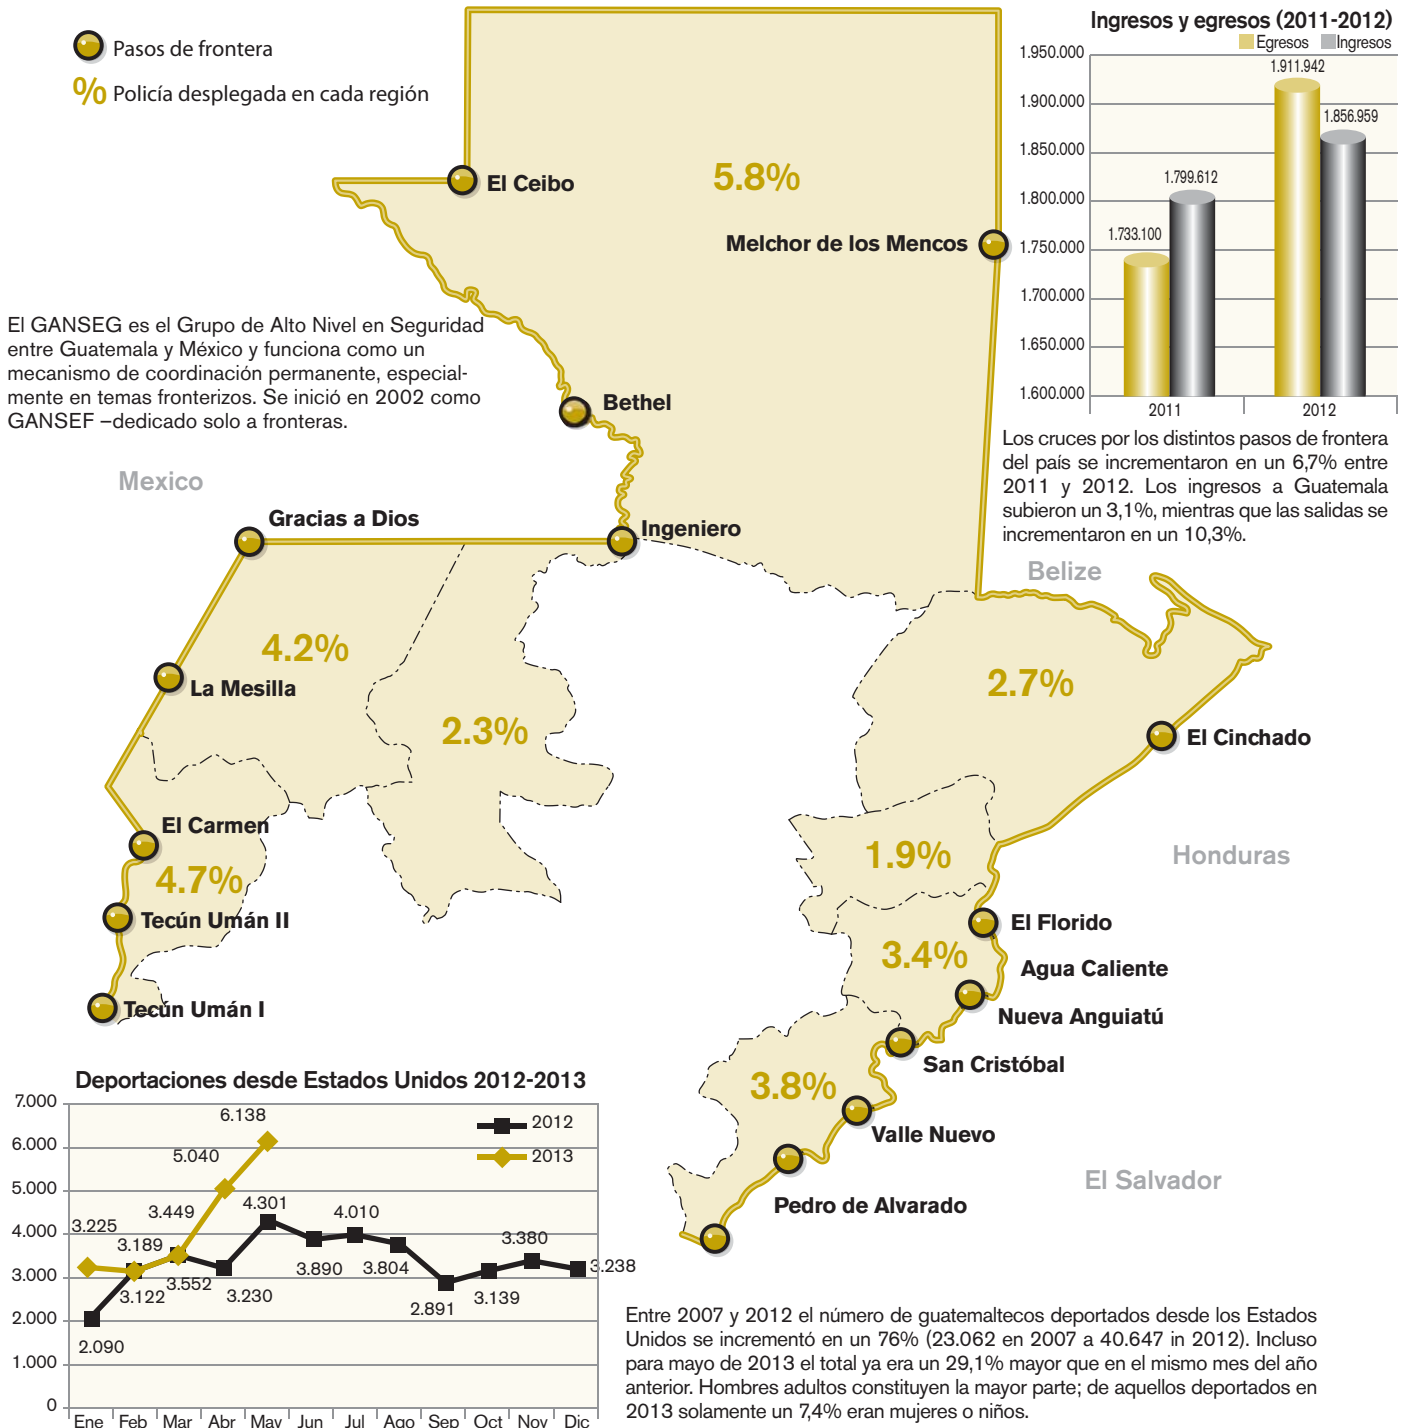 Pasos de frontera
% Policía desplegada en cada región
Ingresos y egresos (2011-2012)
Egresos Ingresos
1.950.000
1.900.000
1.850.000
1.800.000
1.750.000
1.700.000
1.650.000
1.600.000
1.733.100
1.799.612
1.911.942
1.856.959
2011
2012
Los cruces por los distintos pasos de frontera
del país se incrementaron en un 6,7% entre
2011 y 2012. Los ingresos a Guatemala
subieron un 3,1%, mientras que las salidas se
incrementaron en un 10,3%.
El GANSEG es el Grupo de Alto Nivel en Seguridad
entre Guatemala y México y funciona como un
mecanismo de coordinación permanente, especial-
mente en temas fronterizos. Se inició en 2002 como
GANSEF –dedicado solo a fronteras.
El Ceibo
5.8%
Melchor de los Mencos
Bethel
Mexico
Gracias a Dios
Ingeniero
Belize
4.2%
La Mesilla
2.3%
2.7%
El Cinchado
El Carmen
4.7%
1.9%
Honduras
Tecún Umán II
El Florido
3.4%
Agua Caliente
Tecún Umán I
Nueva Anguiatú
San Cristóbal
3.8%
Valle Nuevo
El Salvador
Pedro de Alvarado
Deportaciones desde Estados Unidos 2012-2013
2012
2013
7.000
6.000
5.000
4.000
3.000
2.000
1.000
0
3.225
3.189
3.449
5.040
6.138
2.090
3.122
3.552
3.230
4.301
3.890
4.010
3.804
2.891
3.139
3.380
3.238
Ene Feb Mar Abr May Jun Jul Ago Sep Oct Nov Dic
Entre 2007 y 2012 el número de guatemaltecos deportados desde los Estados
Unidos se incrementó en un 76% (23.062 en 2007 a 40.647 in 2012). Incluso
para mayo de 2013 el total ya era un 29,1% mayor que en el mismo mes del año
anterior. Hombres adultos constituyen la mayor parte; de aquellos deportados en
2013 solamente un 7,4% eran mujeres o niños.